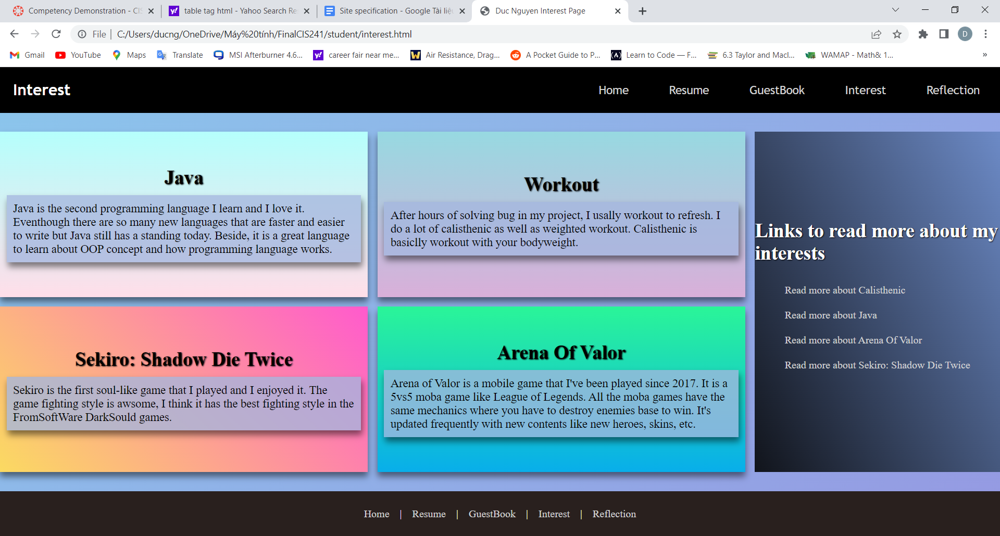 Competency Demonstration - CIS
table tag html - Yahoo Search Re
Site specification - Google Tài liệu
Duc Nguyen Interest Page
File | C:/Users/ducng/OneDrive/Máy%20tính/FinalCIS241/student/interest.html
D
Gmail
YouTube
Maps
Translate
MSI Afterburner 4.6...
career fair near me...
Air Resistance, Drag...
A Pocket Guide to P...
Learn to Code — F...
6.3 Taylor and Macl...
WAMAP - Math& 1...
»
Interest
Home
Resume
GuestBook
Interest
Reflection
Java
Java is the second programming language I learn and I love it.
Eventhough there are so many new languages that are faster and easier
to write but Java still has a standing today. Beside, it is a great language
to learn about OOP concept and how programming language works.
Workout
After hours of solving bug in my project, I usally workout to refresh. I
do a lot of calisthenic as well as weighted workout. Calisthenic is
basiclly workout with your bodyweight.
Sekiro: Shadow Die Twice
Sekiro is the first soul-like game that I played and I enjoyed it. The
game fighting style is awsome, I think it has the best fighting style in the
FromSoftWare DarkSould games.
Arena Of Valor
Arena of Valor is a mobile game that I've been played since 2017. It is a
5vs5 moba game like League of Legends. All the moba games have the
same mechanics where you have to destroy enemies base to win. It's
updated frequently with new contents like new heroes, skins, etc.
Links to read more about my
interests
Read more about Calisthenic
Read more about Java
Read more about Arena Of Valor
Read more about Sekiro: Shadow Die Twice
Home | Resume | GuestBook | Interest | Reflection